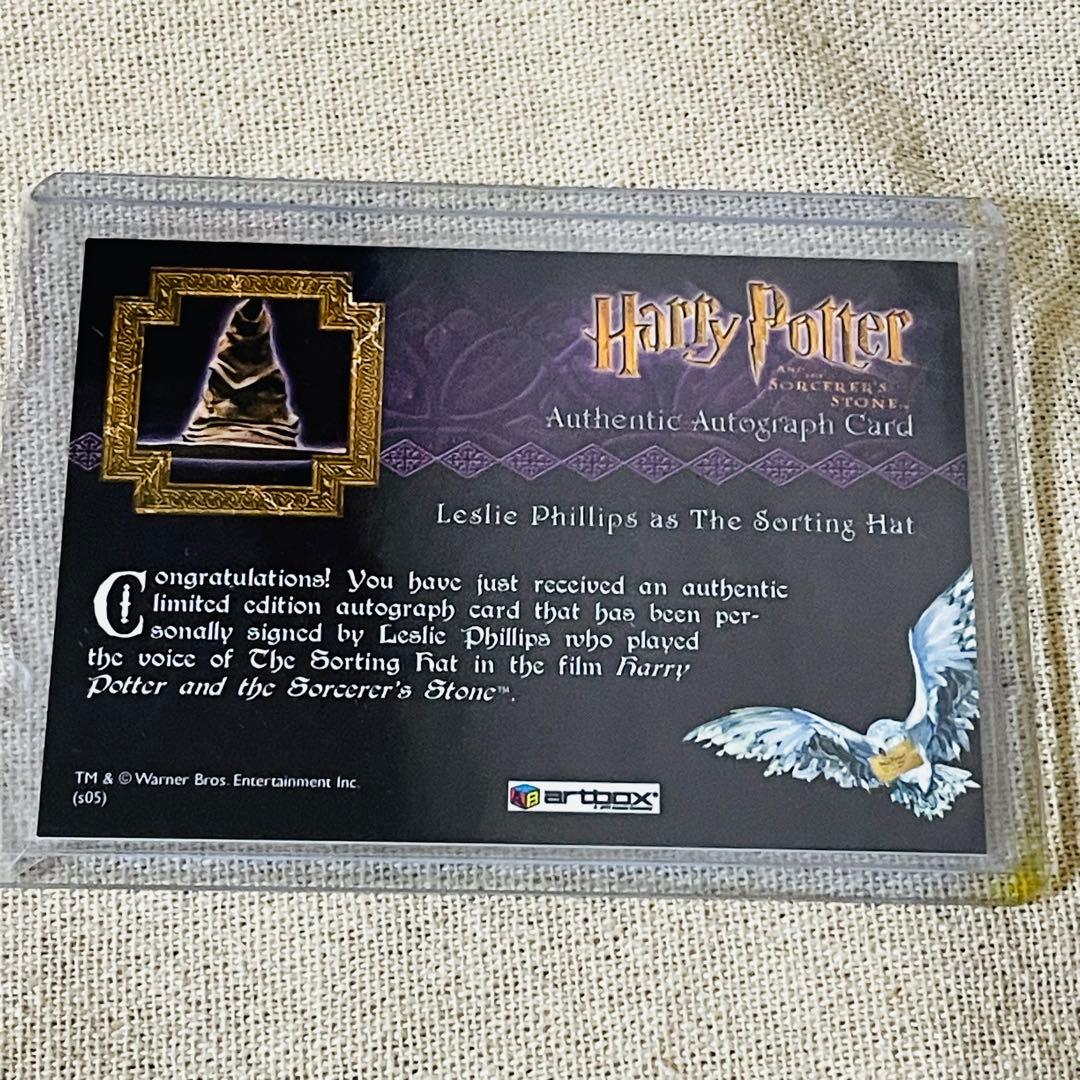 Harry Potter
AND THE
SORCERER'S
STONE™
Authentic Autograph Card
Leslie Phillips as The Sorting Hat
Congratulations! You have just received an authentic
limited edition autograph card that has been per-
sonally signed by Leslie Phillips who played
the voice of The Sorting Hat in the film Harry
Potter and the Sorcerer's Stone™.
TM & © Warner Bros. Entertainment Inc.
(s05)
artbox